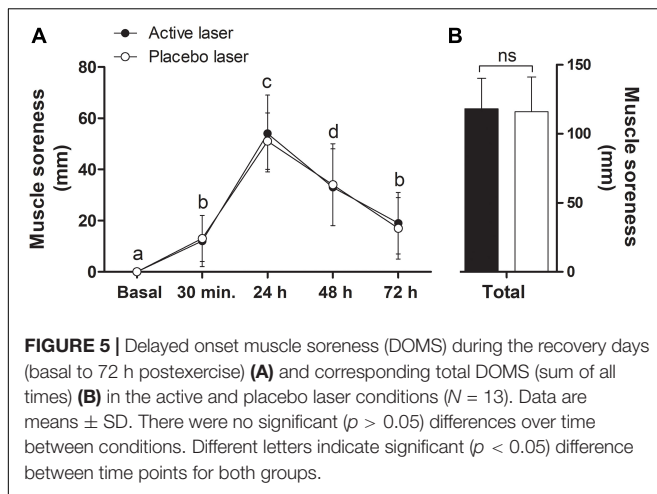 A
Active laser
Placebo laser
B
80
60
40
20
0
Muscle soreness
(mm)
a
b
c
d
b
Basal
30 min.
24 h
48 h
72 h
ns
150
100
50
0
Muscle soreness
(mm)
Total
FIGURE 5 | Delayed onset muscle soreness (DOMS) during the recovery days
(basal to 72 h postexercise) (A) and corresponding total DOMS (sum of all
times) (B) in the active and placebo laser conditions (N = 13). Data are
means ± SD. There were no significant (p > 0.05) differences over time
between conditions. Different letters indicate significant (p < 0.05) difference
between time points for both groups.